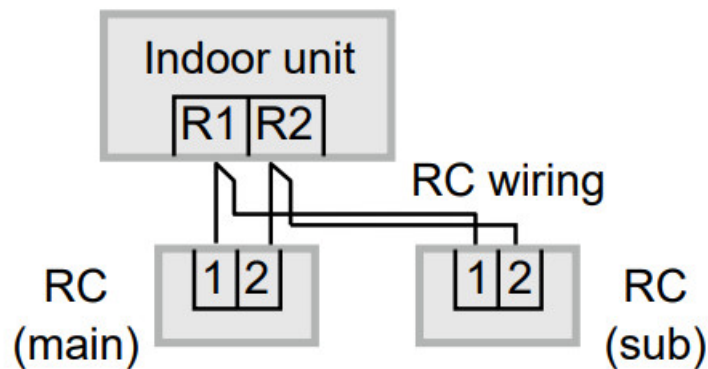 Indoor unit
R1 R2
RC wiring
RC
(main)
1 2
1 2
RC
(sub)